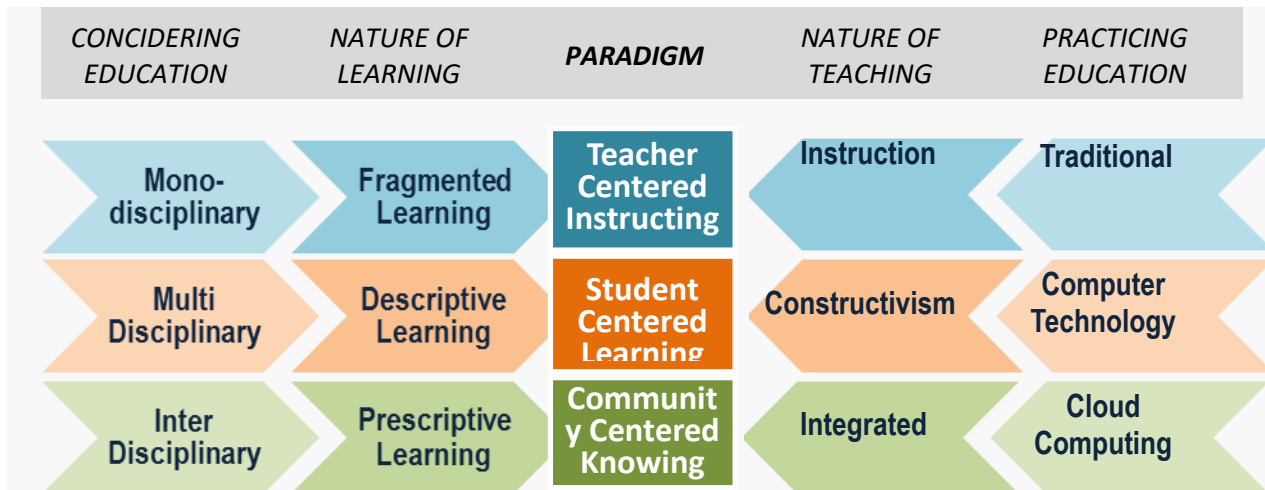 CONCIDERING
EDUCATION
NATURE OF
LEARNING
PARADIGM
NATURE OF
TEACHING
PRACTICING
EDUCATION
Mono-
disciplinary
Fragmented
Learning
Teacher
Centered
Instructing
Instruction
Traditional
Multi
Disciplinary
Descriptive
Learning
Student
Centered
Learning
Constructivism
Computer
Technology
Inter
Disciplinary
Prescriptive
Learning
Communit
y Centered
Knowing
Integrated
Cloud
Computing